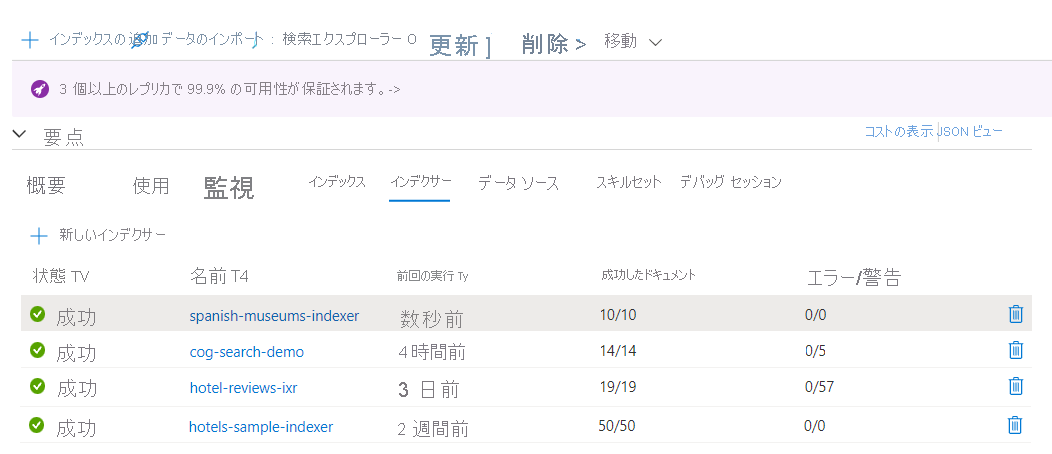 インデックスの追加 データのインポート : 検索エクスプローラー O 更新 ] 削除 > 移動
3 個以上のレプリカで 99.9% の可用性が保証されます。->
要点
コストの表示 JSON ビュー
概要 使用 監視 インデックス インデクサー データ ソース スキルセット デバッグ セッション
新しいインデクサー
状態 TV 名前 T4 前回の実行 Ty 成功したドキュメント エラー/警告
成功 spanish-museums-indexer 数秒前 10/10 0/0
成功 cog-search-demo 4 時間前 14/14 0/5
成功 hotel-reviews-ixr 3 日前 19/19 0/57
成功 hotels-sample-indexer 2 週間前 50/50 0/0